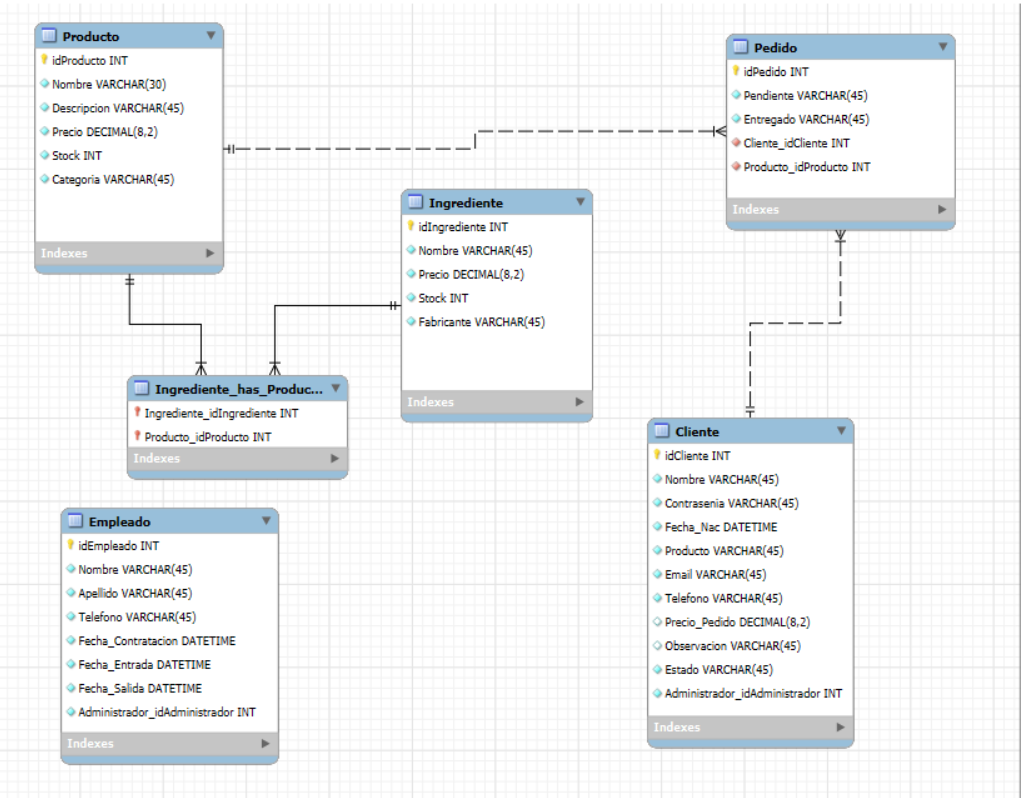 Producto
idProducto INT
Nombre VARCHAR(30)
Descripcion VARCHAR(45)
Precio DECIMAL(8,2)
Stock INT
Categoria VARCHAR(45)
Indexes
Pedido
idPedido INT
Pendiente VARCHAR(45)
Entregado VARCHAR(45)
Cliente_idCliente INT
Producto_idProducto INT
Indexes
Ingrediente
idIngrediente INT
Nombre VARCHAR(45)
Precio DECIMAL(8,2)
Stock INT
Fabricante VARCHAR(45)
Indexes
Ingrediente_has_Produc...
Ingrediente_idIngrediente INT
Producto_idProducto INT
Indexes
Empleado
idEmpleado INT
Nombre VARCHAR(45)
Apellido VARCHAR(45)
Telefono VARCHAR(45)
Fecha_Contratacion DATETIME
Fecha_Entrada DATETIME
Fecha_Salida DATETIME
Administrador_idAdministrador INT
Indexes
Cliente
idCliente INT
Nombre VARCHAR(45)
Contrasenia VARCHAR(45)
Fecha_Nac DATETIME
Producto VARCHAR(45)
Email VARCHAR(45)
Telefono VARCHAR(45)
Precio_Pedido DECIMAL(8,2)
Observacion VARCHAR(45)
Estado VARCHAR(45)
Administrador_idAdministrador INT
Indexes